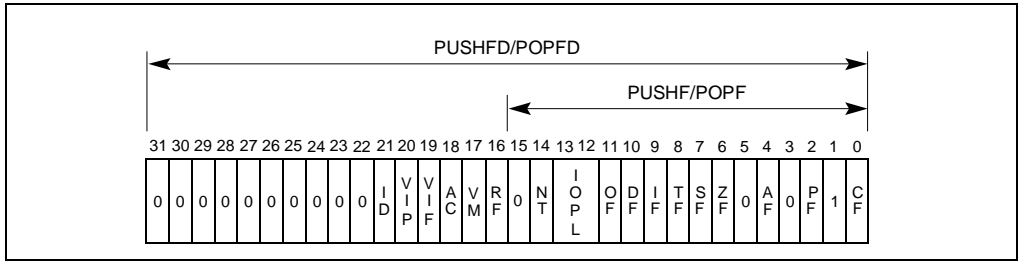 PUSHFD/POPFD
PUSHF/POPF
31 30 29 28 27 26 25 24 23 22 21 20 19 18 17 16 15 14 13 12 11 10 9 8 7 6 5 4 3 2 1 0
0 0 0 0 0 0 0 0 0 0 ID VIP VIF AC VM RF 0 NT IOPL OF DF IF TF SF ZF 0 AF 0 PF 1 CF